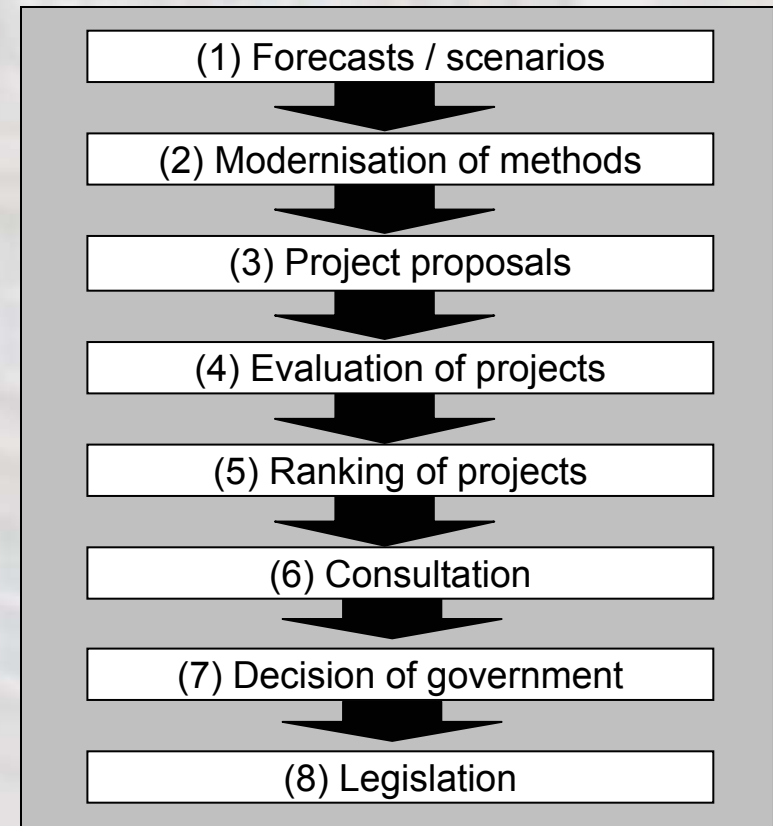 (1) Forecasts / scenarios
(2) Modernisation of methods
(3) Project proposals
(4) Evaluation of projects
(5) Ranking of projects
(6) Consultation
(7) Decision of government
(8) Legislation